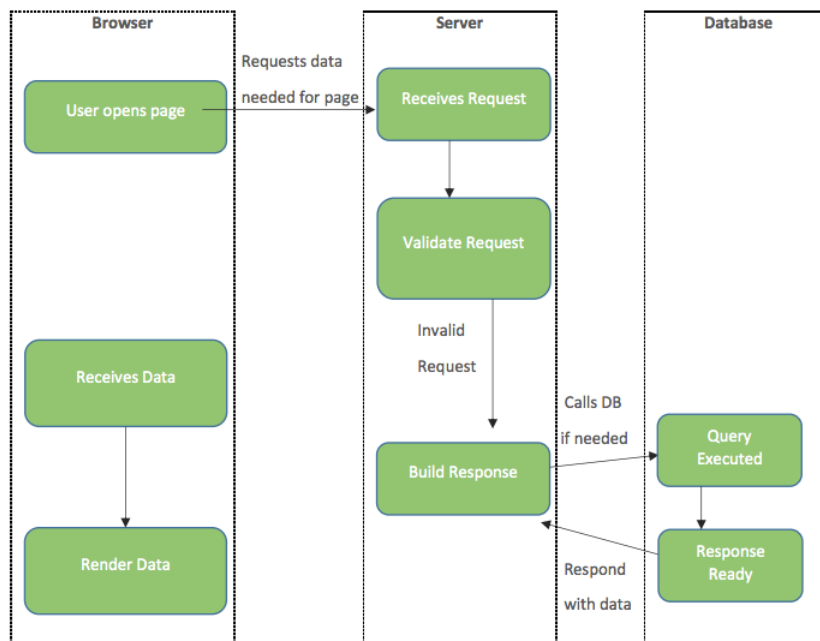 Browser
Server
Database
Requests data
needed for page
User opens page
Receives Request
Validate Request
Invalid
Request
Receives Data
Calls DB
if needed
Query
Executed
Build Response
Render Data
Respond
with data
Response
Ready